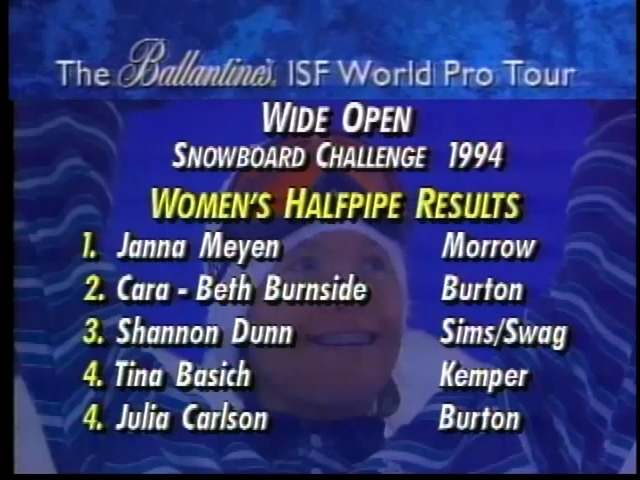 The Ballantine's ISF World Pro Tour
WIDE OPEN
SNOWBOARD CHALLENGE 1994
WOMEN'S HALFPIPE RESULTS
1. Janna Meyen Morrow
2. Cara - Beth Burnside Burton
3. Shannon Dunn Sims/Swag
4. Tina Basich Kemper
4. Julia Carlson Burton